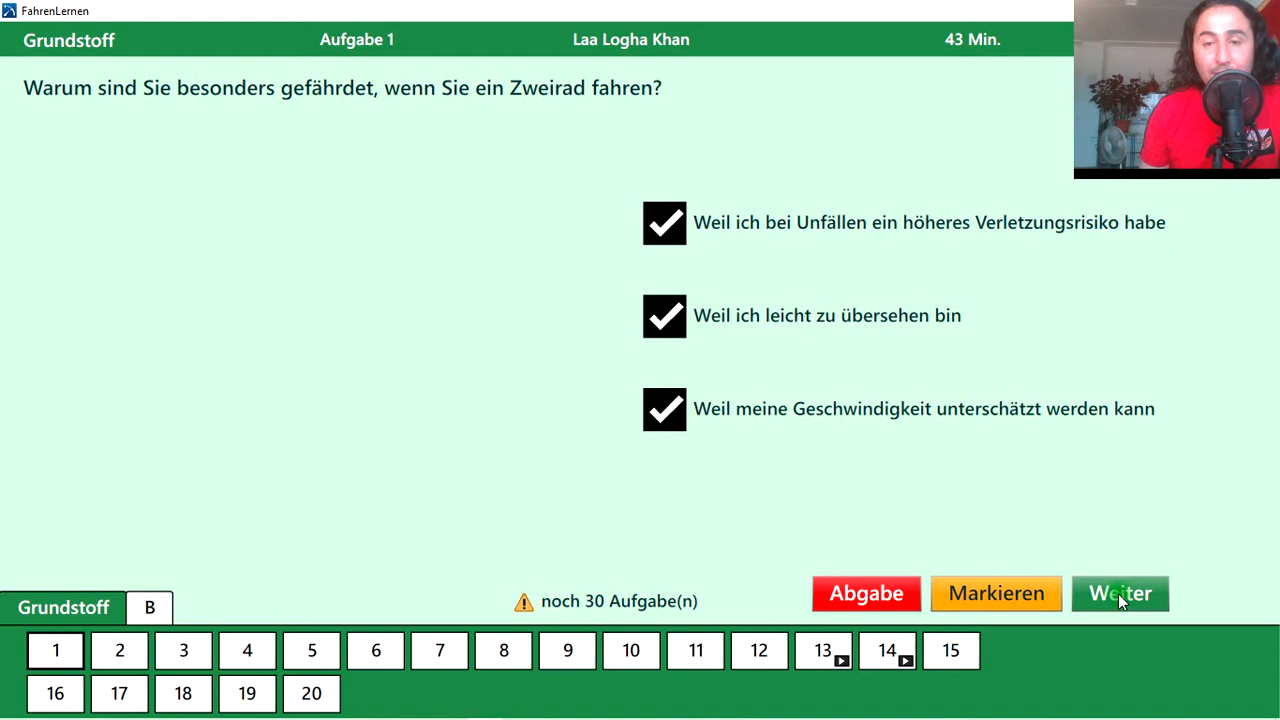 FahrenLernen
Grundstoff Aufgabe 1 Laa Logha Khan 43 Min.
Warum sind Sie besonders gefährdet, wenn Sie ein Zweirad fahren?
Weil ich bei Unfällen ein höheres Verletzungsrisiko habe
Weil ich leicht zu übersehen bin
Weil meine Geschwindigkeit unterschätzt werden kann
Grundstoff B noch 30 Aufgabe(n) Abgabe Markieren Weiter
1 2 3 4 5 6 7 8 9 10 11 12 13 14 15
16 17 18 19 20